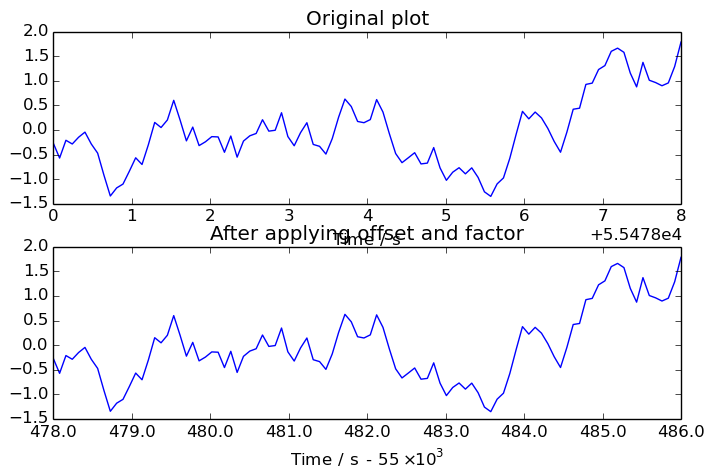 Original plot
2.0
1.5
1.0
0.5
0.0
−0.5
−1.0
−1.5
0 1 2 3 4 5 6 7 8
Time / s
+5.5478e4
After applying offset and factor
2.0
1.5
1.0
0.5
0.0
−0.5
−1.0
−1.5
478.0 479.0 480.0 481.0 482.0 483.0 484.0 485.0 486.0
Time / s - 55 ×10³